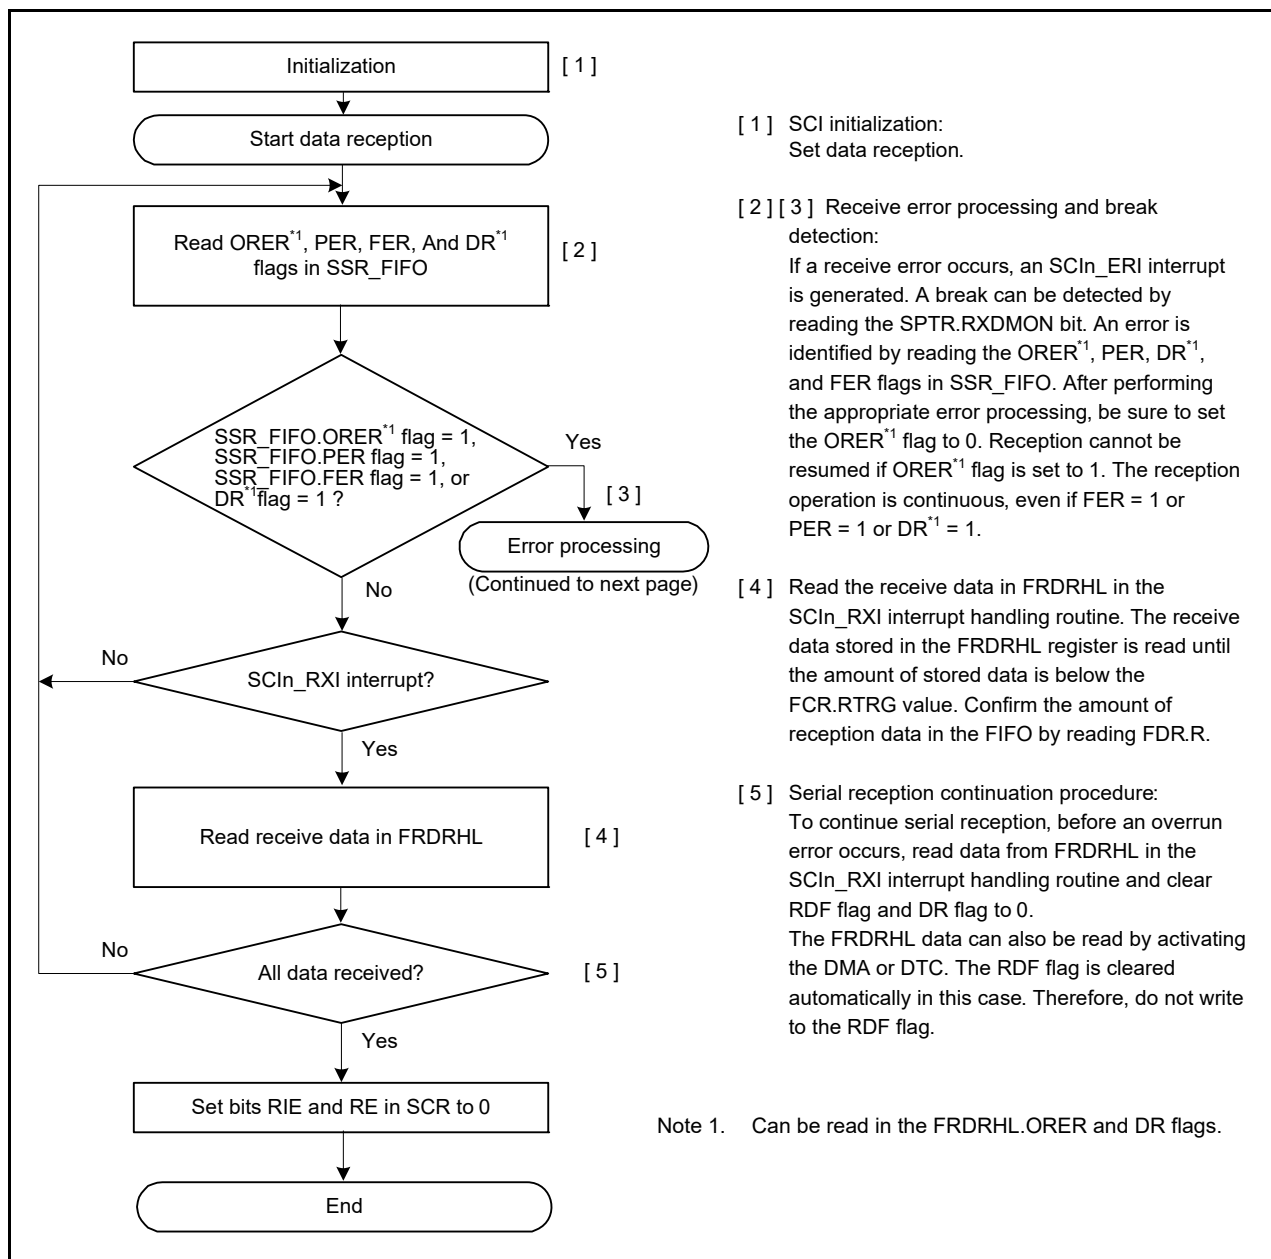 Initialization
[ 1 ]
Start data reception
Read ORER*1, PER, FER, And DR*1
flags in SSR_FIFO
[ 2 ]
SSR_FIFO.ORER*1 flag = 1,
SSR_FIFO.PER flag = 1,
SSR_FIFO.FER flag = 1, or
DR*1flag = 1 ?
Yes
[ 3 ]
Error processing
(Continued to next page)
No
SCIn_RXI interrupt?
No
Yes
Read receive data in FRDRHL
[ 4 ]
All data received?
[ 5 ]
No
Yes
Set bits RIE and RE in SCR to 0
End
[ 1 ] SCI initialization:
Set data reception.
[ 2 ] [ 3 ] Receive error processing and break
detection:
If a receive error occurs, an SCIn_ERI interrupt
is generated. A break can be detected by
reading the SPTR.RXDMON bit. An error is
identified by reading the ORER*1, PER, DR*1,
and FER flags in SSR_FIFO. After performing
the appropriate error processing, be sure to set
the ORER*1 flag to 0. Reception cannot be
resumed if ORER*1 flag is set to 1. The reception
operation is continuous, even if FER = 1 or
PER = 1 or DR*1 = 1.
[ 4 ] Read the receive data in FRDRHL in the
SCIn_RXI interrupt handling routine. The receive
data stored in the FRDRHL register is read until
the amount of stored data is below the
FCR.RTRG value. Confirm the amount of
reception data in the FIFO by reading FDR.R.
[ 5 ] Serial reception continuation procedure:
To continue serial reception, before an overrun
error occurs, read data from FRDRHL in the
SCIn_RXI interrupt handling routine and clear
RDF flag and DR flag to 0.
The FRDRHL data can also be read by activating
the DMA or DTC. The RDF flag is cleared
automatically in this case. Therefore, do not write
to the RDF flag.
Note 1. Can be read in the FRDRHL.ORER and DR flags.